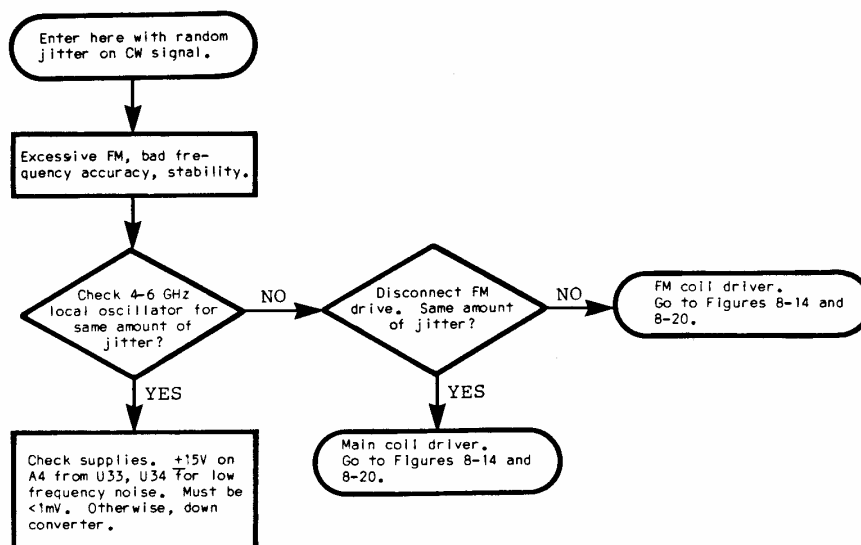 Enter here with random
jitter on CW signal.
Excessive FM, bad fre-
quency accuracy, stability.
Check 4-6 GHz
local oscillator for
same amount of
jitter?
NO
Disconnect FM
drive. Same amount
of jitter?
NO
FM coil driver.
Go to Figures 8-14 and
8-20.
YES
YES
Check supplies. ±15V on
A4 from U33, U34 for low
frequency noise. Must be
<1mV. Otherwise, down
converter.
Main coil driver.
Go to Figures 8-14 and
8-20.